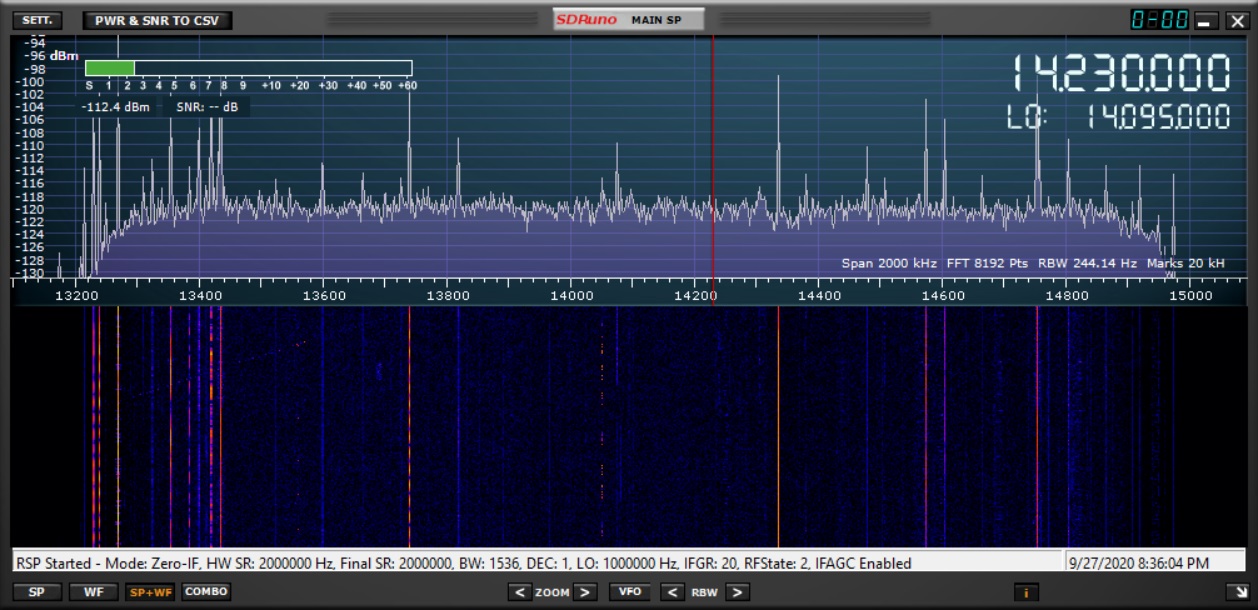 SETT. PWR & SNR TO CSV SDRuno MAIN SP 0-00
-94
-96 dBm
-98
-100 S 1 2 3 4 5 6 7 8 9 +10 +20 +30 +40 +50 +60
-102
-104 -112.4 dBm SNR: -- dB
14.230.000
LO: 14.095.000
-106
-108
-110
-112
-114
-116
-118
-120
-122
-124
-126
-128
-130
Span 2000 kHz FFT 8192 Pts RBW 244.14 Hz Marks 20 kH
13200 13400 13600 13800 14000 14200 14400 14600 14800 15000
RSP Started - Mode: Zero-IF, HW SR: 2000000 Hz, Final SR: 2000000, BW: 1536, DEC: 1, LO: 1000000 Hz, IFGR: 20, RFState: 2, IFAGC Enabled 9/27/2020 8:36:04 PM
SP WF SP+WF COMBO < ZOOM > VFO < RBW > i